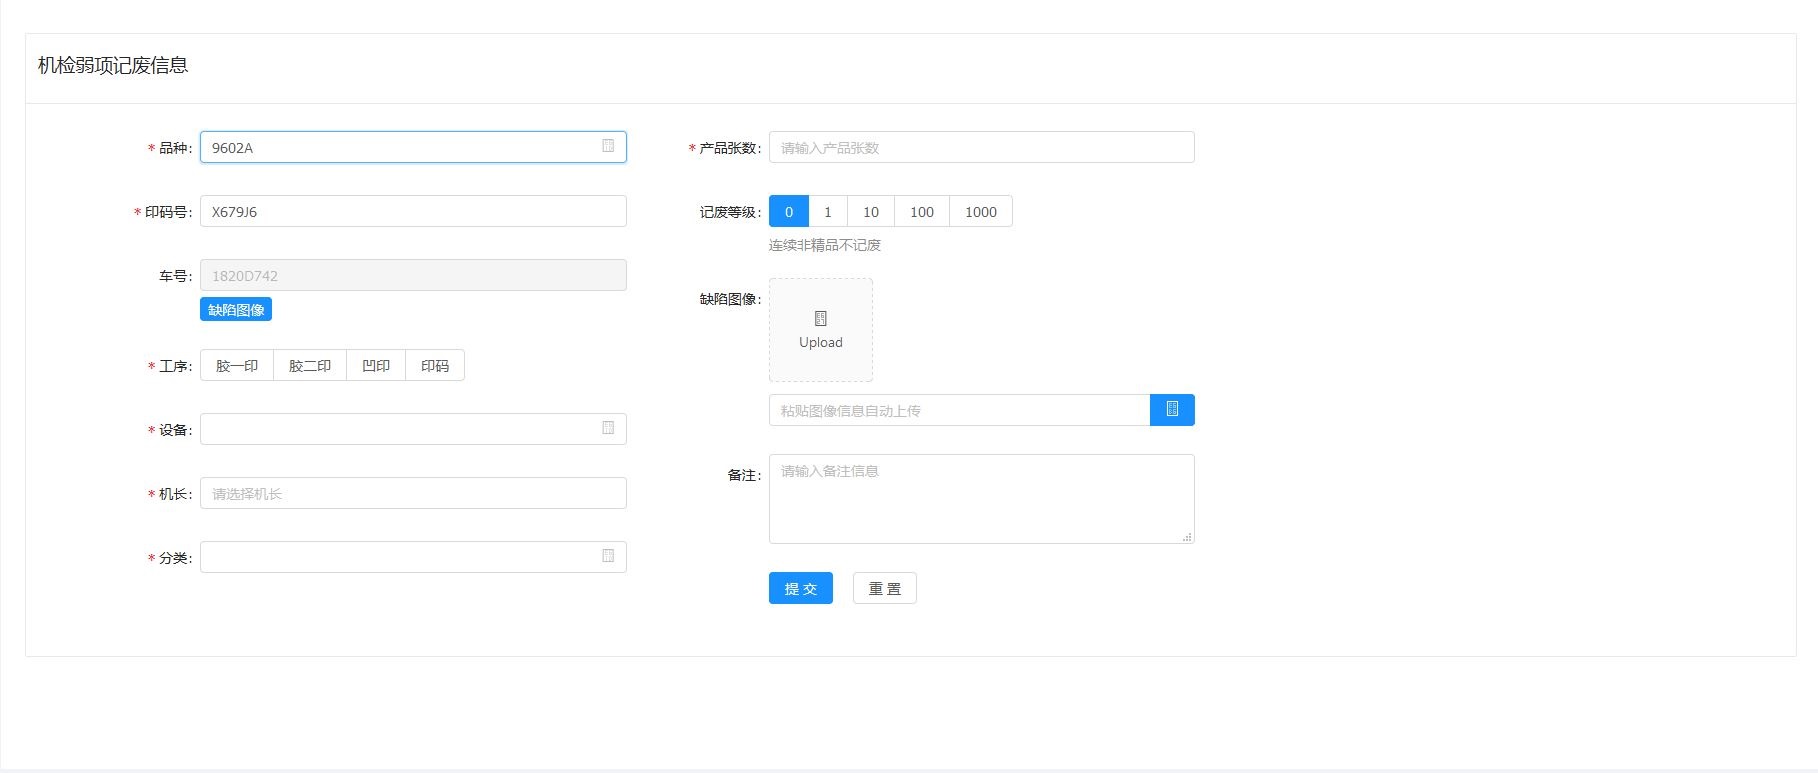 机检弱项记废信息
* 品种: 9602A
* 印码号: X679J6
车号: 1820D742
缺陷图像
* 工序: 胶一印 胶二印 凹印 印码
* 设备:
* 机长: 请选择机长
* 分类:
* 产品张数: 请输入产品张数
记废等级: 0 1 10 100 1000
连续非精品不记废
缺陷图像: Upload
粘贴图像信息自动上传
备注: 请输入备注信息
提 交 重 置